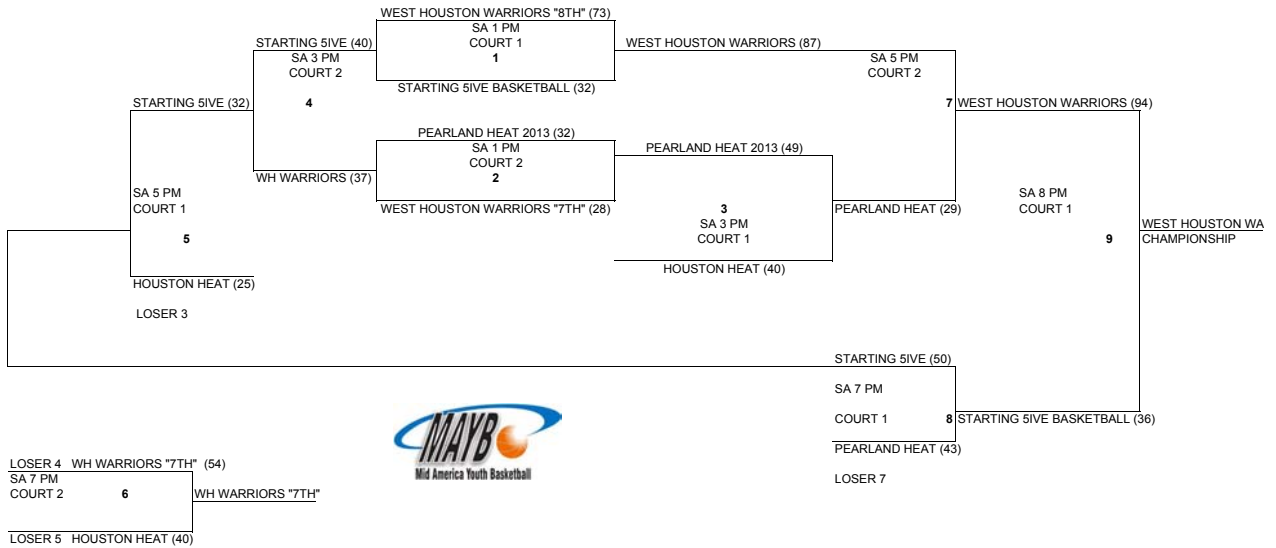 WEST HOUSTON WARRIORS "8TH" (73)
SA 1 PM
COURT 1
1
STARTING 5IVE (40)
WEST HOUSTON WARRIORS (87)
SA 3 PM
COURT 2
SA 5 PM
COURT 2
STARTING 5IVE BASKETBALL (32)
STARTING 5IVE (32)
4
7 WEST HOUSTON WARRIORS (94)
PEARLAND HEAT 2013 (32)
SA 1 PM
COURT 2
2
PEARLAND HEAT 2013 (49)
WH WARRIORS (37)
SA 5 PM
COURT 1
SA 8 PM
COURT 1
WEST HOUSTON WARRIORS "7TH" (28)
3
PEARLAND HEAT (29)
SA 3 PM
COURT 1
WEST HOUSTON WA
5
9
CHAMPIONSHIP
HOUSTON HEAT (40)
HOUSTON HEAT (25)
LOSER 3
STARTING 5IVE (50)
SA 7 PM
COURT 1
8 STARTING 5IVE BASKETBALL (36)
PEARLAND HEAT (43)
LOSER 7
MAYB
Mid America Youth Basketball
LOSER 4 WH WARRIORS "7TH" (54)
SA 7 PM
COURT 2
6
WH WARRIORS "7TH"
LOSER 5 HOUSTON HEAT (40)